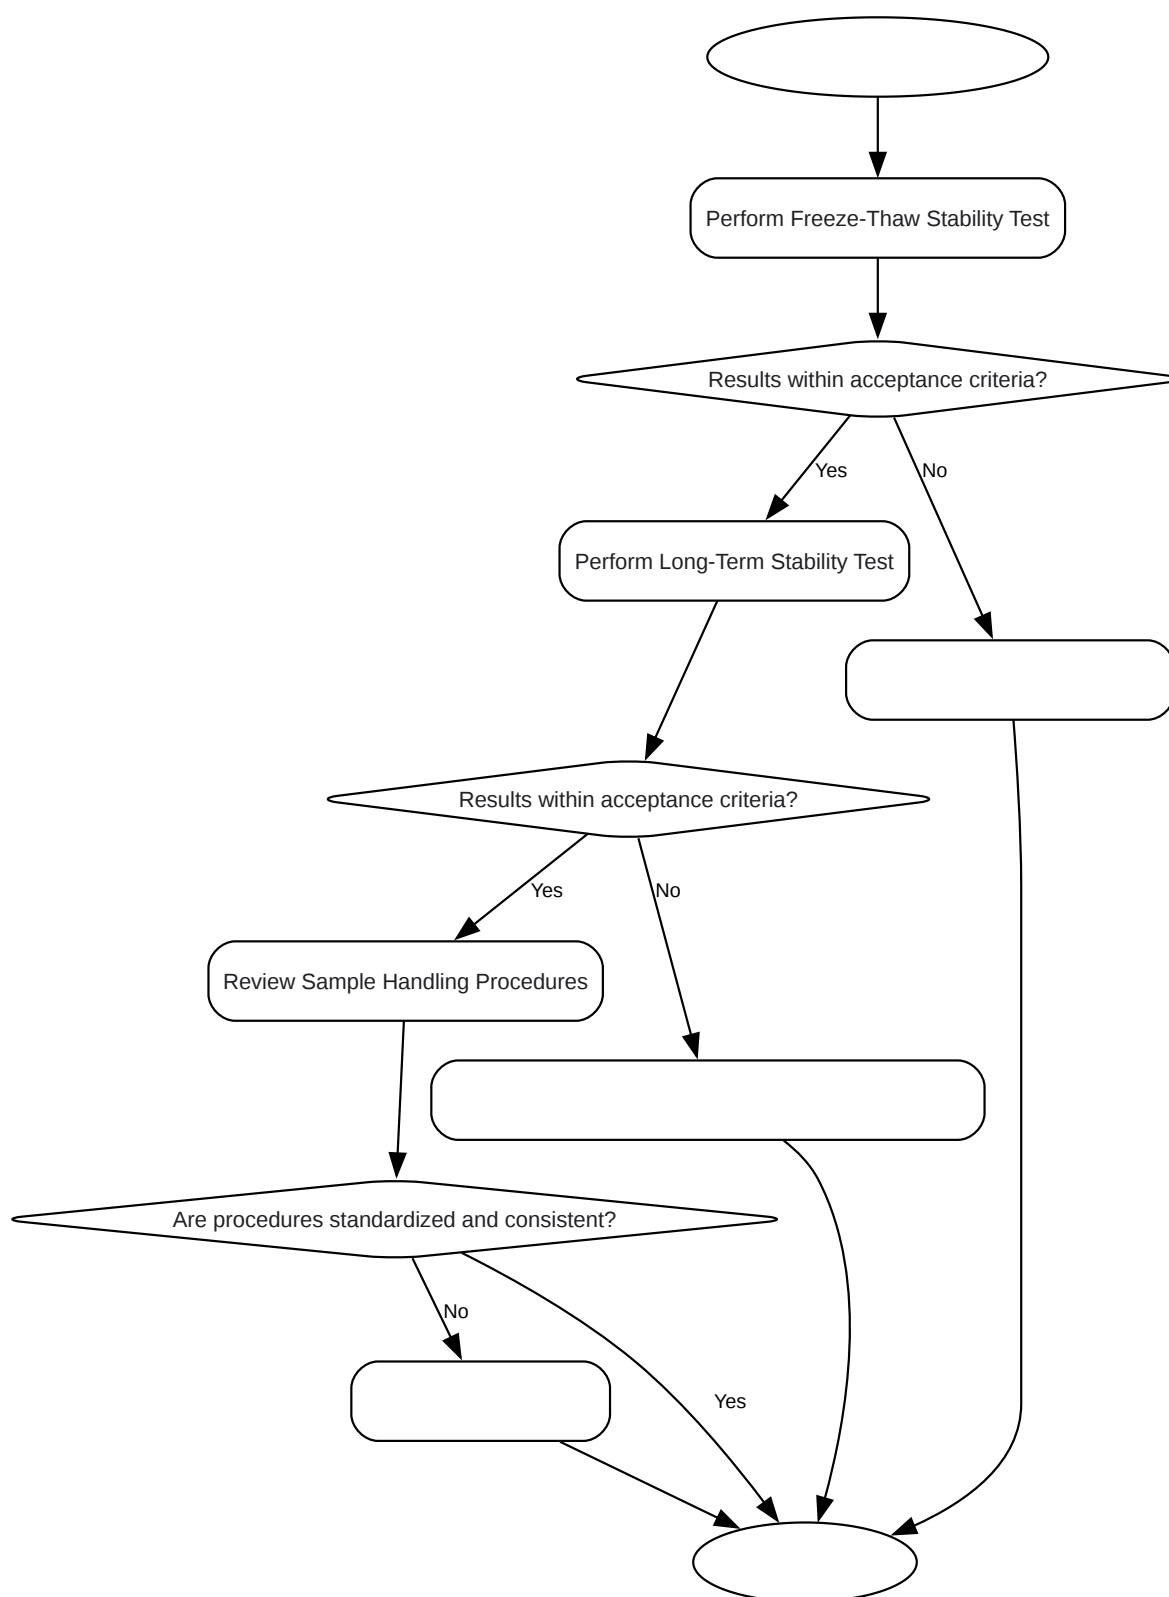 Perform Freeze-Thaw Stability Test
Results within acceptance criteria?
Yes
No
Perform Long-Term Stability Test
Results within acceptance criteria?
Yes
No
Review Sample Handling Procedures
Are procedures standardized and consistent?
No
Yes